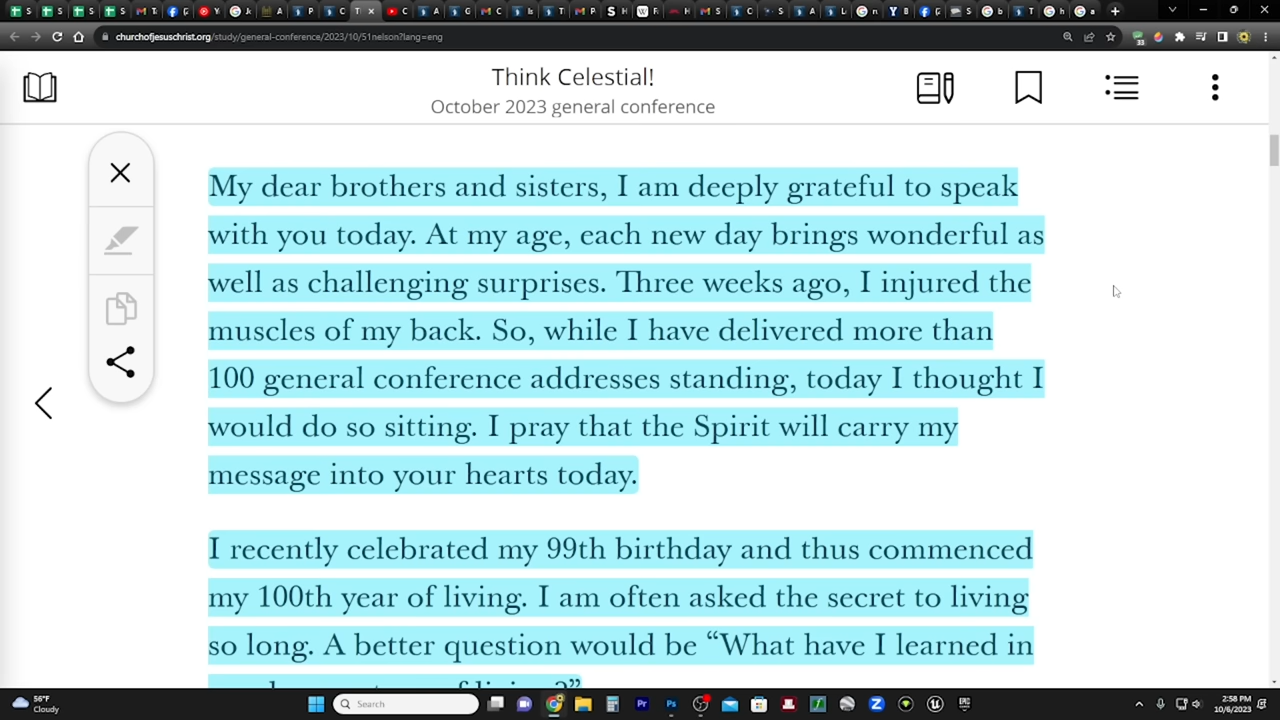 churchofjesuschrist.org/study/general-conference/2023/10/51nelson?lang=eng
33
Think Celestial!
October 2023 general conference
My dear brothers and sisters, I am deeply grateful to speak
with you today. At my age, each new day brings wonderful as
well as challenging surprises. Three weeks ago, I injured the
muscles of my back. So, while I have delivered more than
100 general conference addresses standing, today I thought I
would do so sitting. I pray that the Spirit will carry my
message into your hearts today.
I recently celebrated my 99th birthday and thus commenced
my 100th year of living. I am often asked the secret to living
so long. A better question would be “What have I learned in
56°F
Cloudy
Search
2:58 PM
10/6/2023